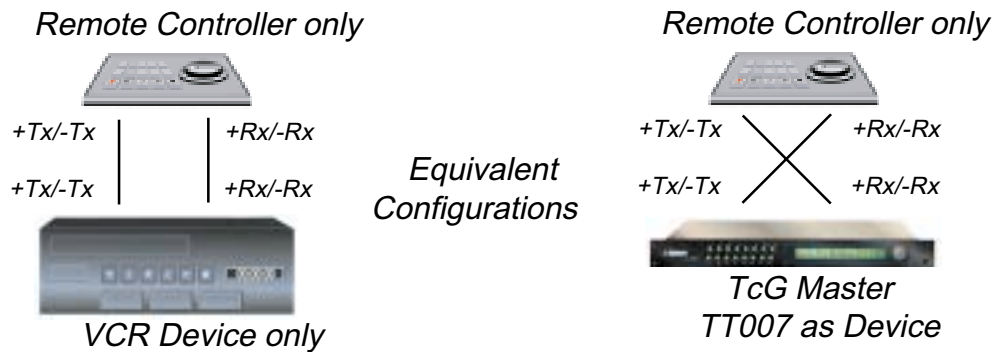 Remote Controller only
Remote Controller only
+Tx/-Tx
+Rx/-Rx
+Tx/-Tx
+Rx/-Rx
+Tx/-Tx
+Rx/-Rx
+Tx/-Tx
+Rx/-Rx
Equivalent
Configurations
VCR Device only
TcG Master
TT007 as Device